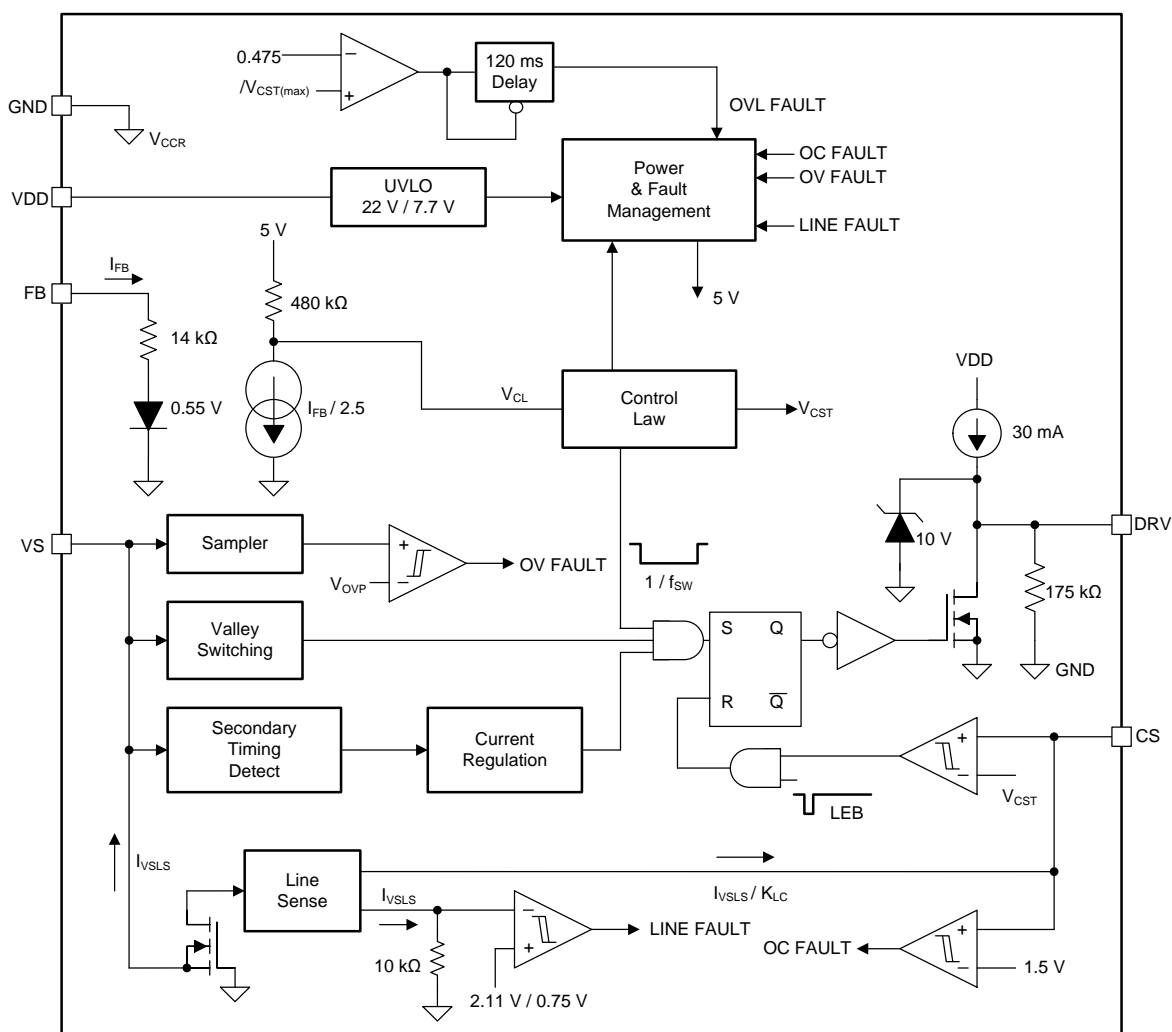 0.475
/VCST(max)
120 ms
Delay
OVL FAULT
GND
VCCR
OC FAULT
OV FAULT
LINE FAULT
Power
& Fault
Management
VDD
UVLO
22 V / 7.7 V
5 V
5 V
IFB
FB
480 kΩ
14 kΩ
0.55 V
IFB / 2.5
VCL
Control
Law
VCST
VDD
30 mA
VS
Sampler
+
−
VOVP
OV FAULT
1 / fSW
10 V
DRV
175 kΩ
GND
Valley
Switching
S
Q
R
Q
Secondary
Timing
Detect
Current
Regulation
LEB
+
−
VCST
CS
IVSLS
Line
Sense
IVSLS
IVSLS / KLC
10 kΩ
−
+
2.11 V / 0.75 V
LINE FAULT
OC FAULT
+
−
1.5 V
−
+